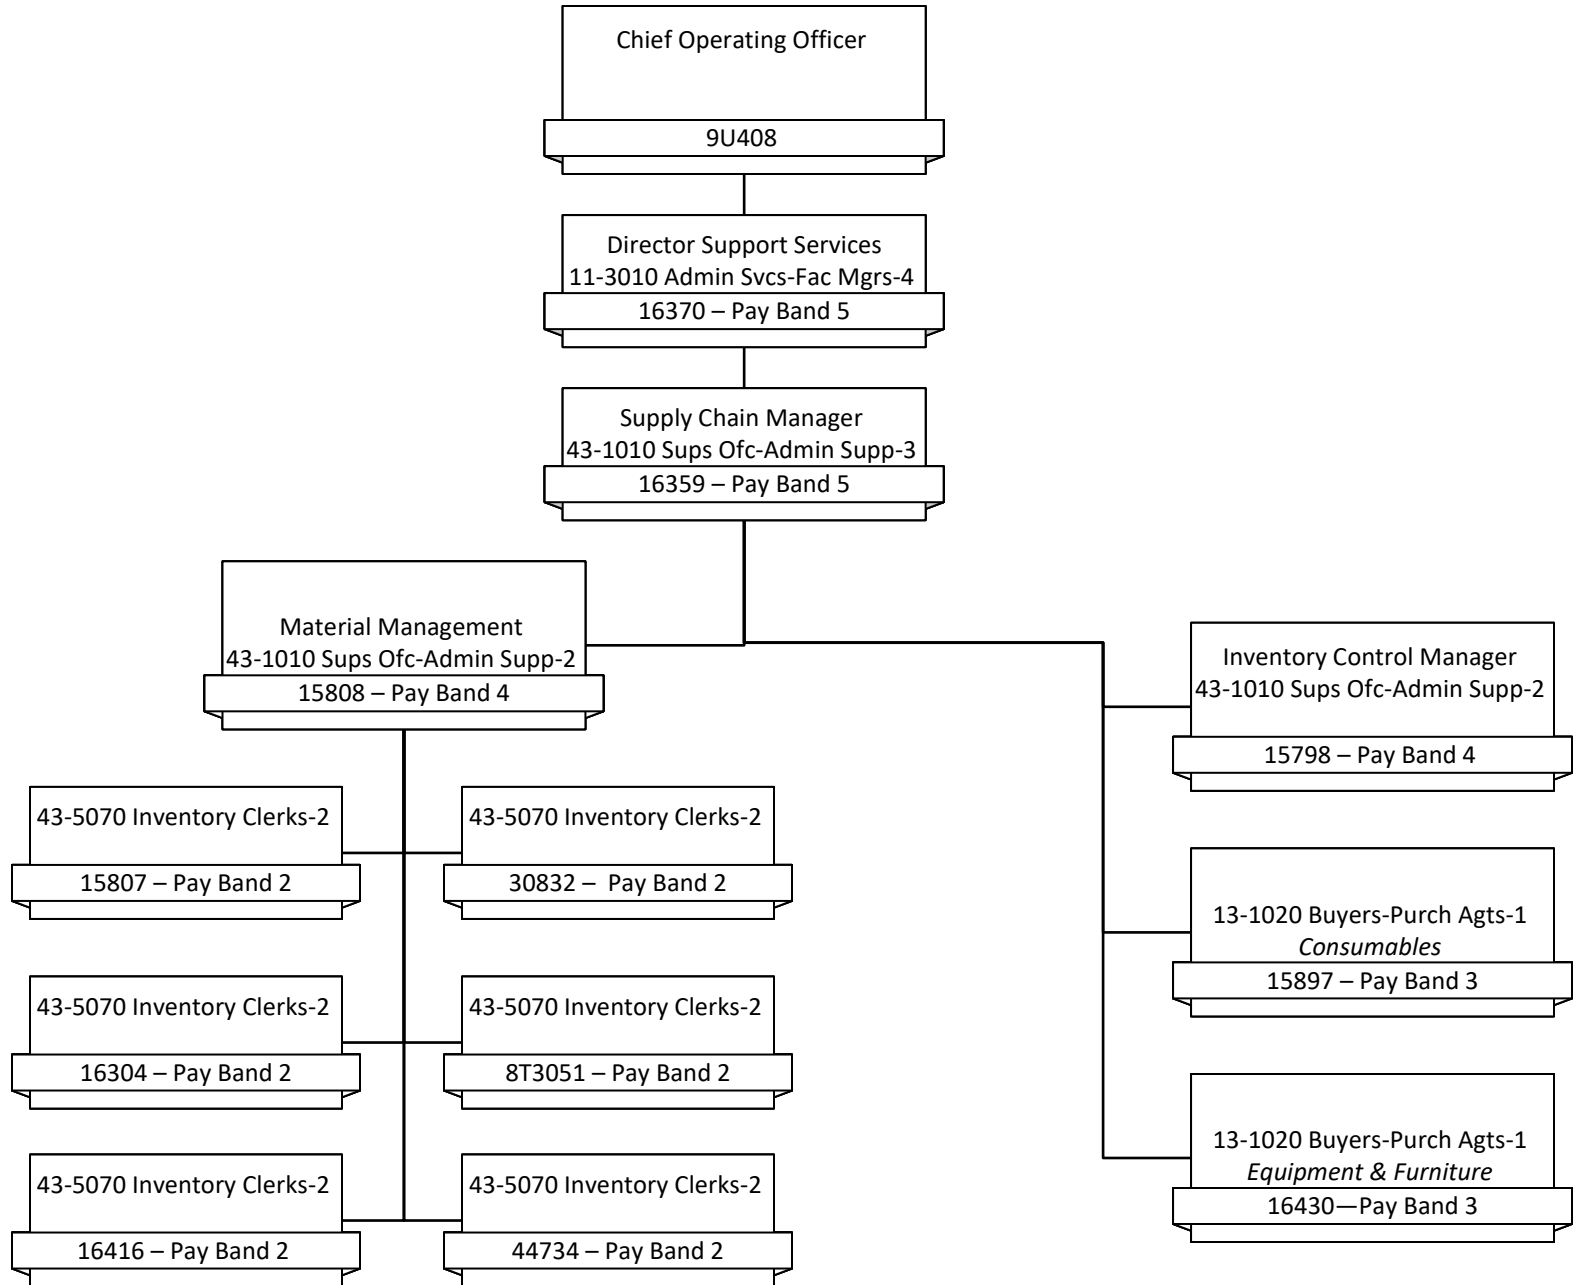 Chief Operating Officer
9U408
Director Support Services
11-3010 Admin Svcs-Fac Mgrs-4
16370 – Pay Band 5
Supply Chain Manager
43-1010 Sups Ofc-Admin Supp-3
16359 – Pay Band 5
Material Management
43-1010 Sups Ofc-Admin Supp-2
15808 – Pay Band 4
43-5070 Inventory Clerks-2
15807 – Pay Band 2
43-5070 Inventory Clerks-2
30832 –  Pay Band 2
43-5070 Inventory Clerks-2
16304 – Pay Band 2
43-5070 Inventory Clerks-2
8T3051 – Pay Band 2
43-5070 Inventory Clerks-2
16416 – Pay Band 2
43-5070 Inventory Clerks-2
44734 – Pay Band 2
Inventory Control Manager
43-1010 Sups Ofc-Admin Supp-2
15798 – Pay Band 4
13-1020 Buyers-Purch Agts-1
Consumables
15897 – Pay Band 3
13-1020 Buyers-Purch Agts-1
Equipment & Furniture
16430—Pay Band 3